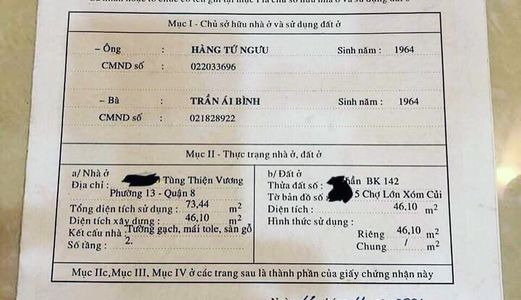 Mục I - Chủ sở hữu nhà ở và sử dụng đất ở
– Ông HÀNG TỨ NGƯU Sinh năm : 1964
CMND số : 022033696
– Bà TRẦN ÁI BÌNH Sinh năm : 1964
CMND số : 021828922
Mục II - Thực trạng nhà ở, đất ở
a/ Nhà ở b/ Đất ở
Địa chỉ : Tùng Thiện Vương Thửa đất số : BK 142
Phường 13 - Quận 8 Tờ bản đồ số 5 Chợ Lớn Xóm Củi
Tổng diện tích sử dụng : 73,44 m2 Diện tích : 46,10 m2
Diện tích xây dựng : 46,10 m2 Hình thức sử dụng :
Kết cấu nhà : Tường gạch, mái tole, sàn gỗ Riêng 46,10 m2
Số tầng : 2. Chung / m2
Mục IIc, Mục III, Mục IV ở các trang sau là thành phần của giấy chứng nhận này